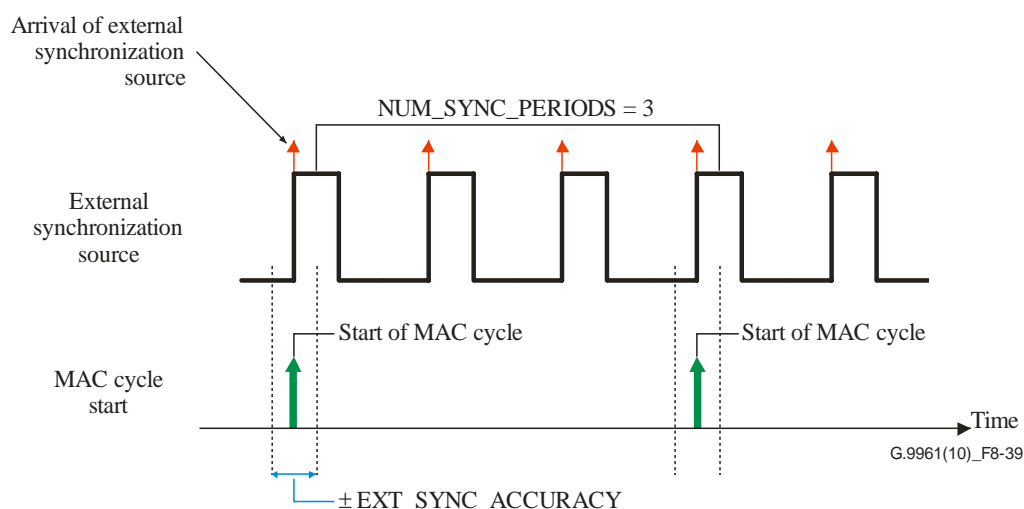 Arrival of external
synchronization
source
NUM_SYNC_PERIODS = 3
External
synchronization
source
Start of MAC cycle
Start of MAC cycle
MAC cycle
start
Time
G.9961(10)_F8-39
± EXT_SYNC_ACCURACY